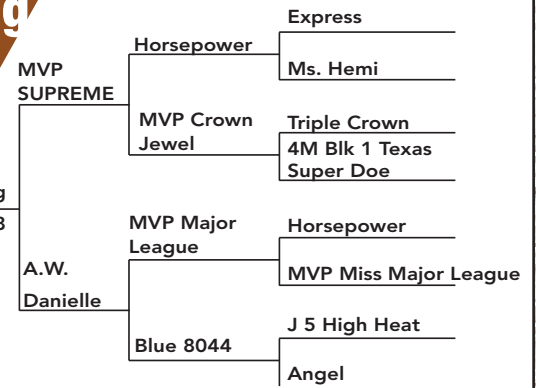 g
Express
Horsepower
MVP
SUPREME
Ms. Hemi
MVP Crown
Jewel
Triple Crown
4M Blk 1 Texas
Super Doe
g
3
MVP Major
League
Horsepower
A.W.
Danielle
MVP Miss Major League
J 5 High Heat
Blue 8044
Angel